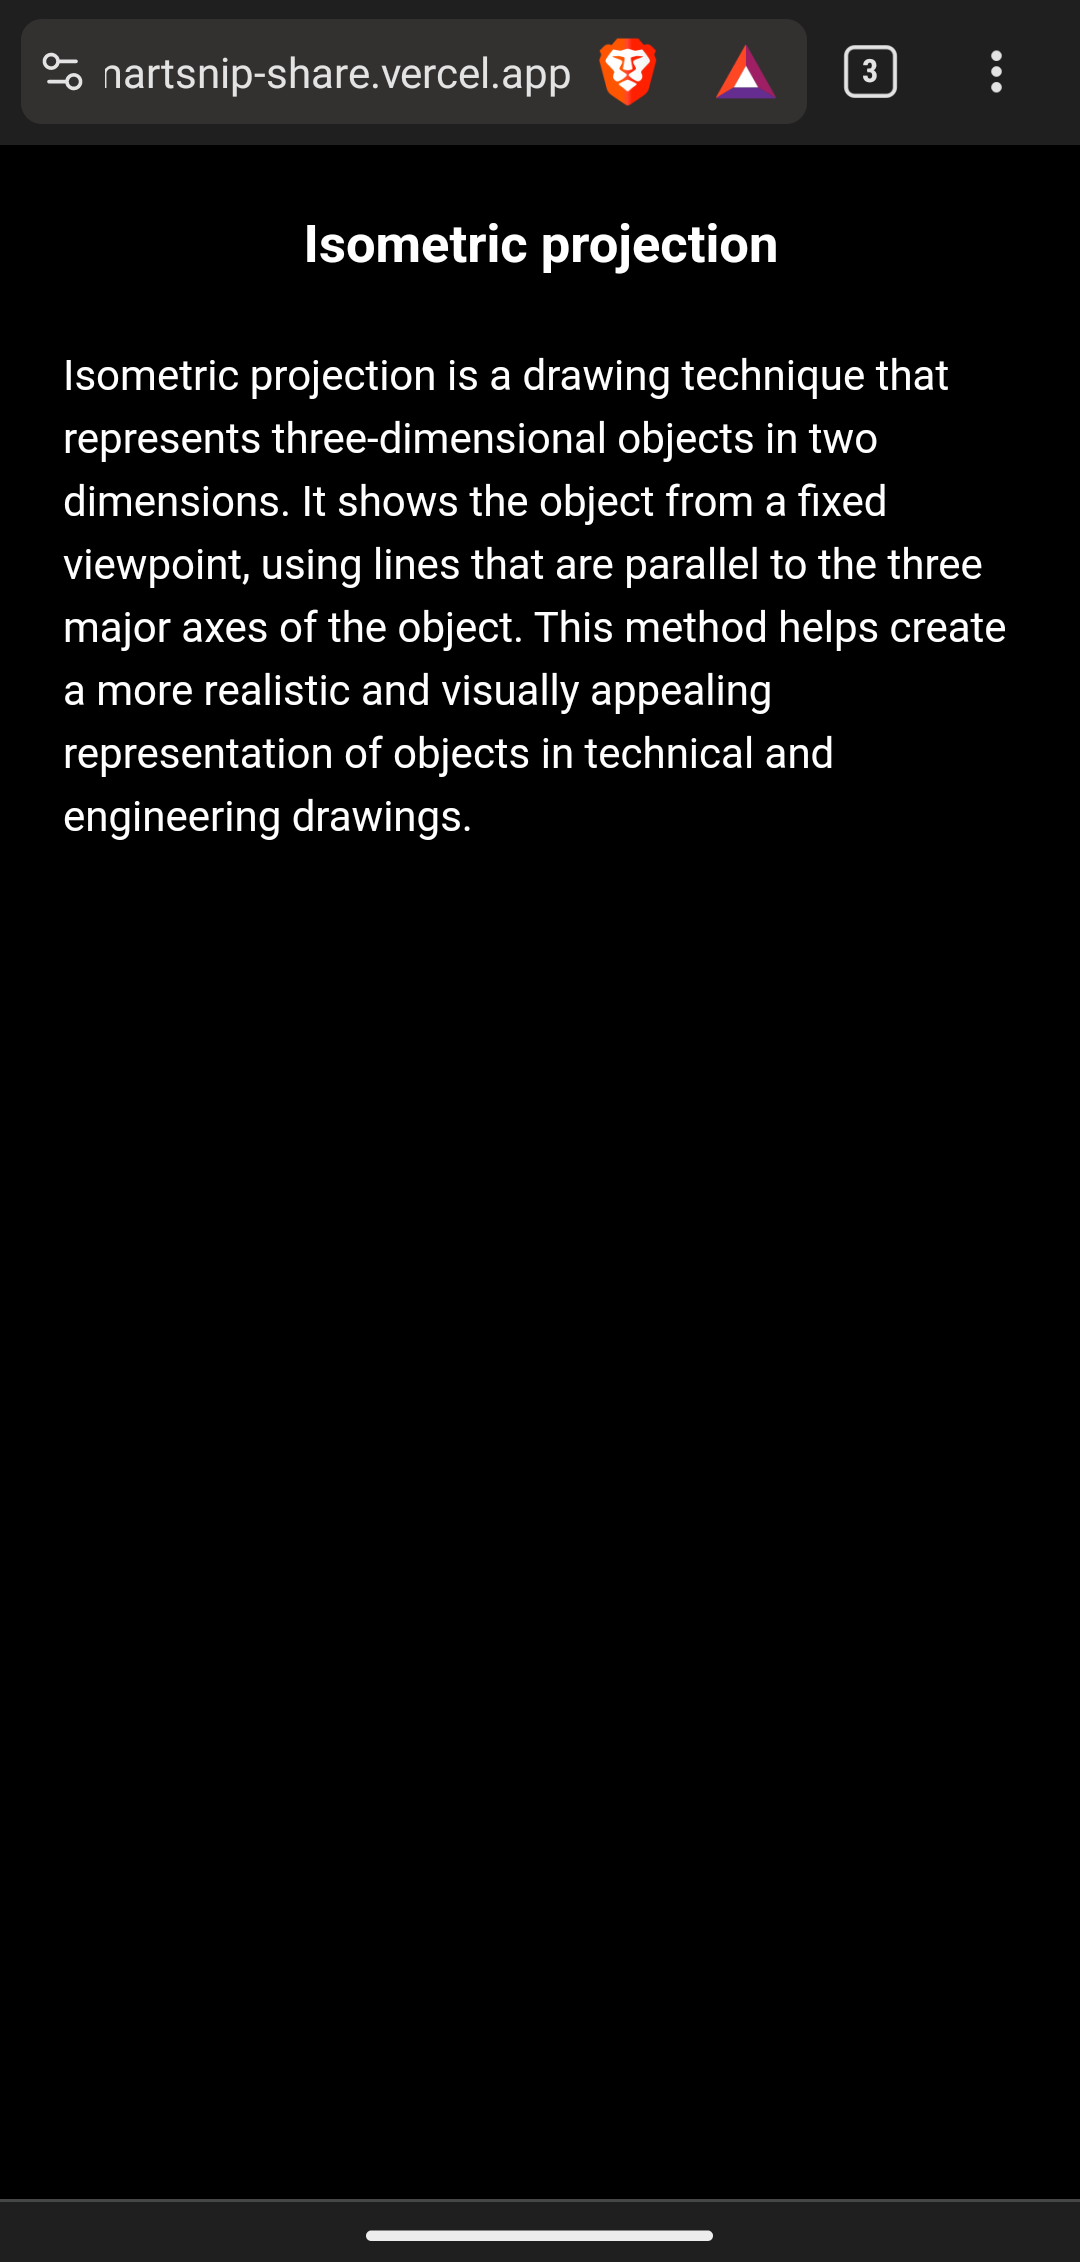 nartsnip-share.vercel.app
3
Isometric projection
Isometric projection is a drawing technique that
represents three-dimensional objects in two
dimensions. It shows the object from a fixed
viewpoint, using lines that are parallel to the three
major axes of the object. This method helps create
a more realistic and visually appealing
representation of objects in technical and
engineering drawings.